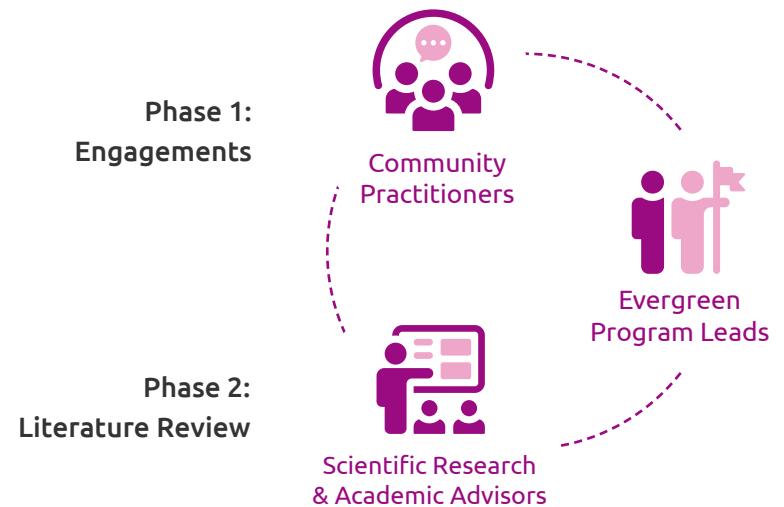 Phase 1:
Engagements
Community
Practitioners
Evergreen
Program Leads
Phase 2:
Literature Review
Scientific Research
& Academic Advisors